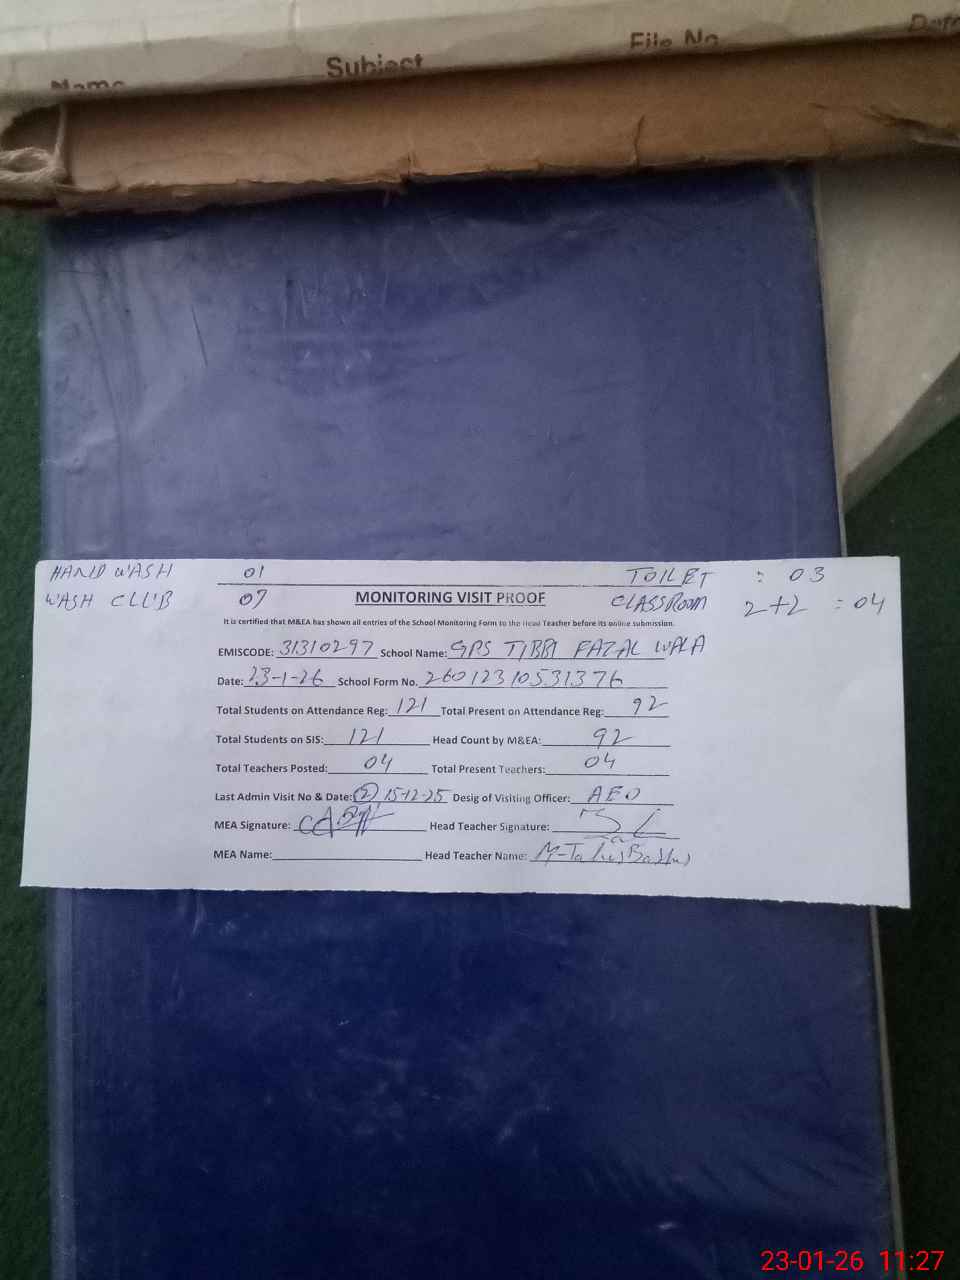 Name Subject File No Date
HAND WASH 01 TOILET : 03
WASH CLUB 07 CLASSROOM 2+2 =04
MONITORING VISIT PROOF
It is certified that M&EA has shown all entries of the School Monitoring Form to the Head Teacher before its online submission.
EMISCODE: 31310297 School Name: GPS TIBBI FAZAL WALA
Date: 23-1-26 School Form No. 26012310531376
Total Students on Attendance Reg: 121 Total Present on Attendance Reg: 92
Total Students on SIS: 121 Head Count by M&EA: 92
Total Teachers Posted: 04 Total Present Teachers: 04
Last Admin Visit No & Date: (2) 15-12-25 Desig of Visiting Officer: AEO
MEA Signature: Head Teacher Signature:
MEA Name: Head Teacher Name: M-Tahir
23-01-26 11:27